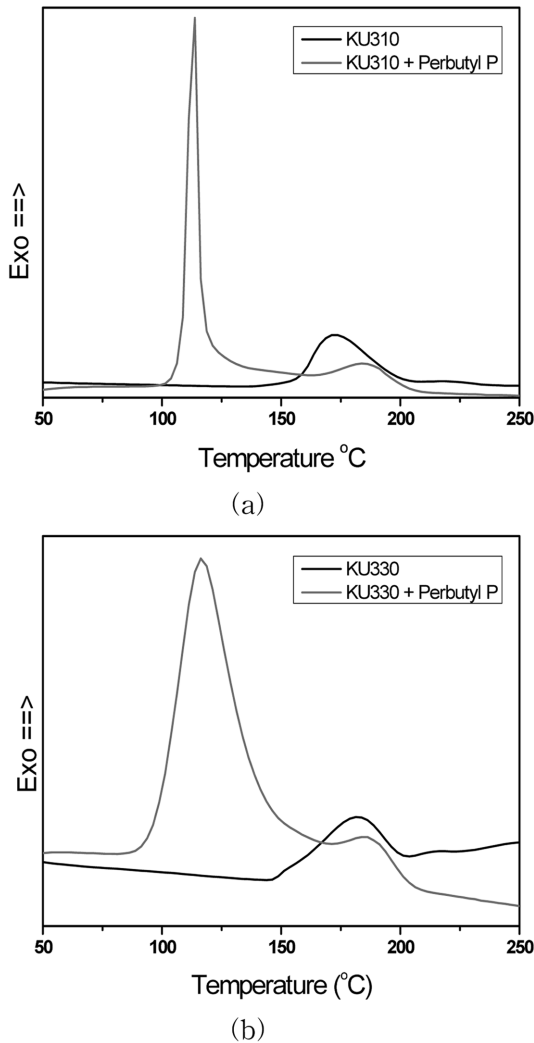 KU310
KU310 + Perbutyl P
Exo ==>
50 100 150 200 250
Temperature °C
(a)
KU330
KU330 + Perbutyl P
Exo ==>
50 100 150 200 250
Temperature (°C)
(b)